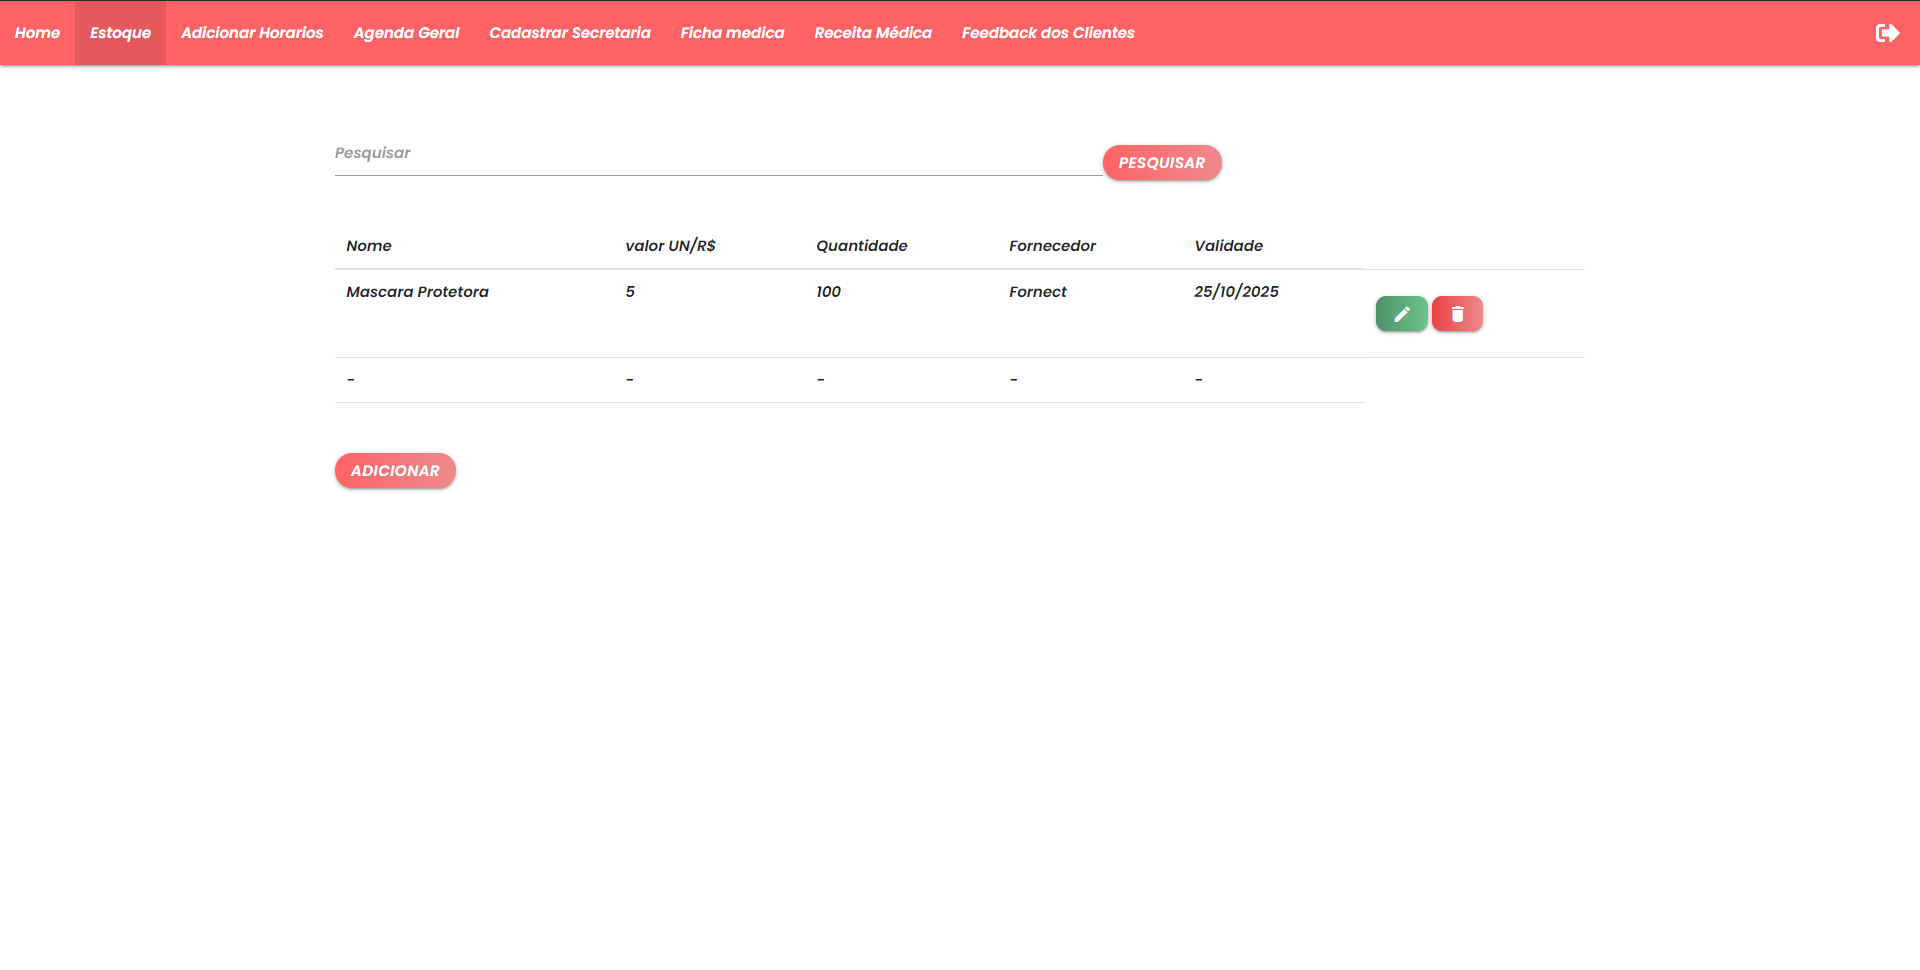 Home Estoque Adicionar Horarios Agenda Geral Cadastrar Secretaria Ficha medica Receita Médica Feedback dos Clientes
Pesquisar PESQUISAR
Nome valor UN/R$ Quantidade Fornecedor Validade
Mascara Protetora 5 100 Fornect 25/10/2025
- - - - -
ADICIONAR